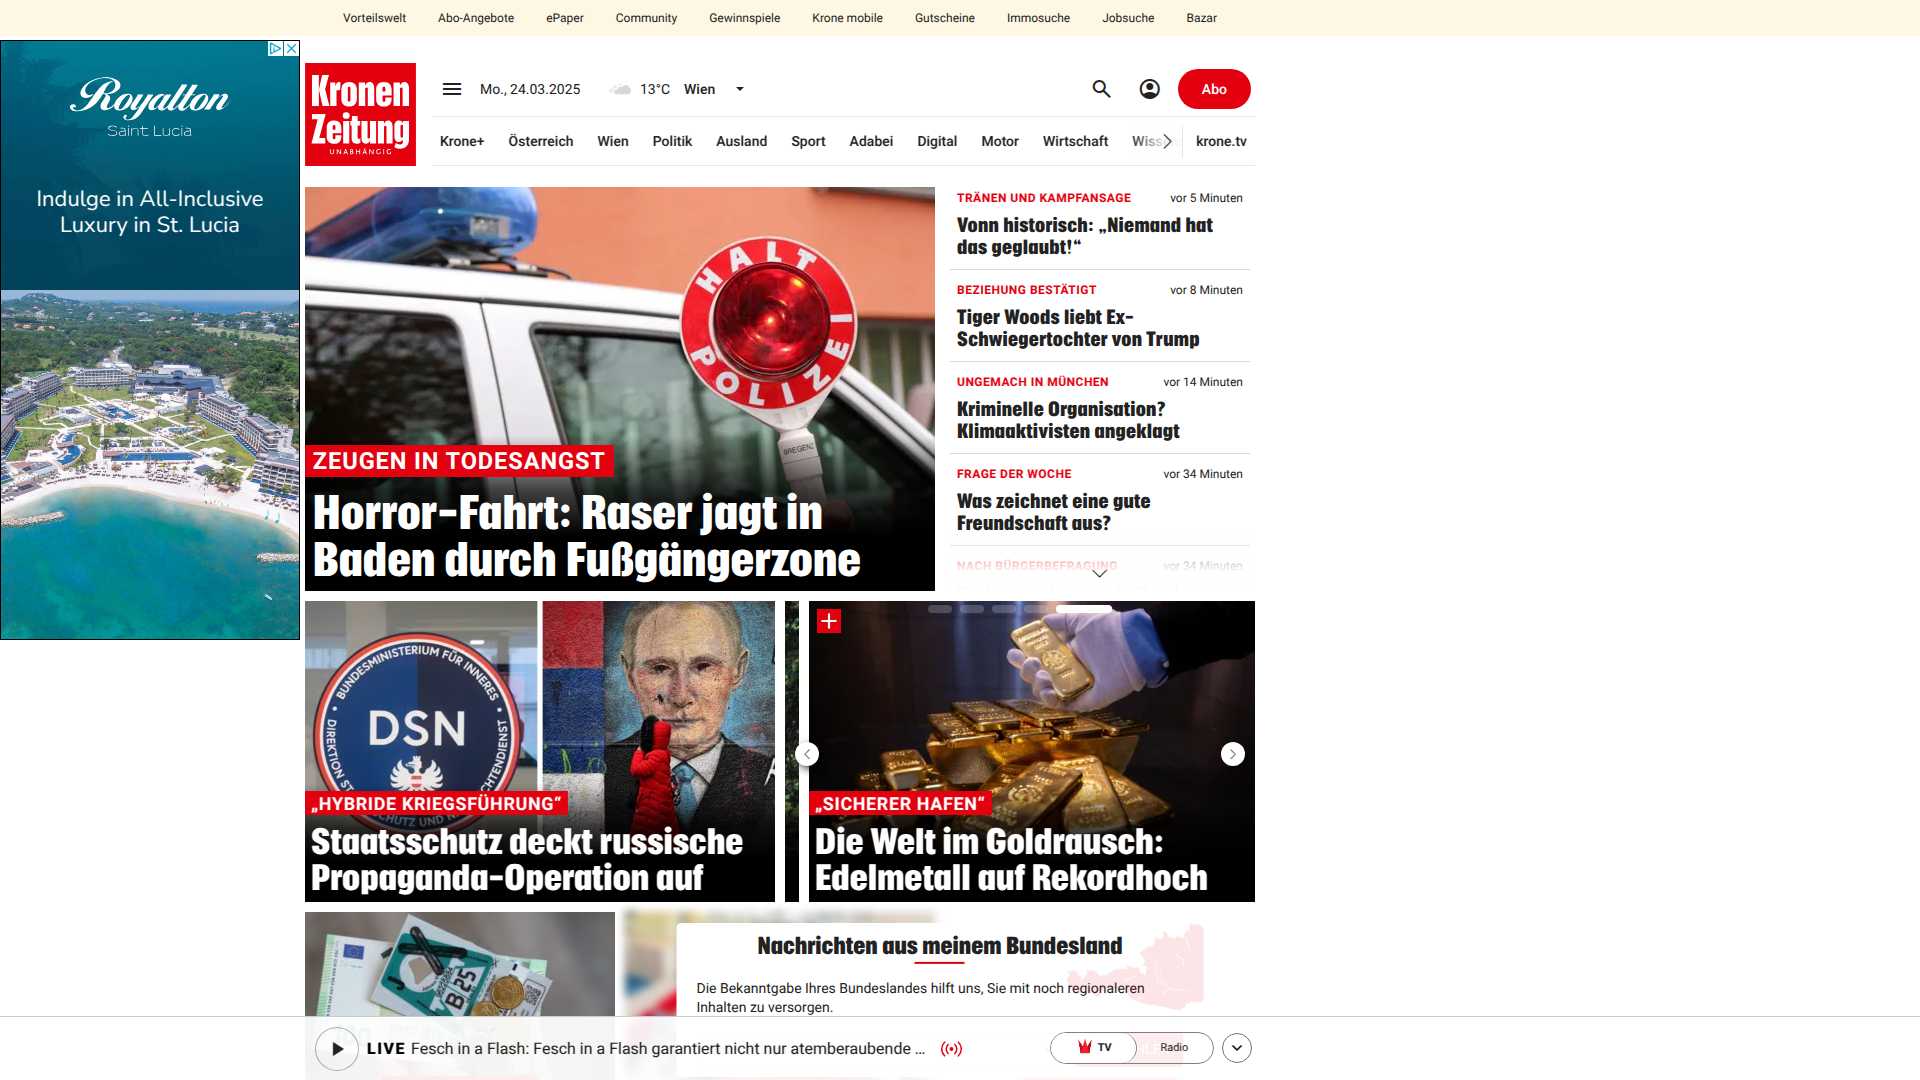 Vorteilswelt Abo-Angebote ePaper Community Gewinnspiele Krone mobile Gutscheine Immosuche Jobsuche Bazar
Royalton
Saint Lucia
Indulge in All-Inclusive
Luxury in St. Lucia
Kronen
Zeitung
UNABHÄNGIG
Mo., 24.03.2025 13°C Wien
Abo
Krone+ Österreich Wien Politik Ausland Sport Adabei Digital Motor Wirtschaft Wiss krone.tv
HALT
POLIZEI
BREGENZ
ZEUGEN IN TODESANGST
Horror-Fahrt: Raser jagt in
Baden durch Fußgängerzone
TRÄNEN UND KAMPFANSAGE vor 5 Minuten
Vonn historisch: „Niemand hat
das geglaubt!“
BEZIEHUNG BESTÄTIGT vor 8 Minuten
Tiger Woods liebt Ex-
Schwiegertochter von Trump
UNGEMACH IN MÜNCHEN vor 14 Minuten
Kriminelle Organisation?
Klimaaktivisten angeklagt
FRAGE DER WOCHE vor 34 Minuten
Was zeichnet eine gute
Freundschaft aus?
NACH BÜRGERBEFRAGUNG vor 34 Minuten
BUNDESMINISTERIUM FÜR INNERES
DSN
„HYBRIDE KRIEGSFÜHRUNG“
Staatsschutz deckt russische
Propaganda-Operation auf
„SICHERER HAFEN“
Die Welt im Goldrausch:
Edelmetall auf Rekordhoch
B25
Nachrichten aus meinem Bundesland
Die Bekanntgabe Ihres Bundeslandes hilft uns, Sie mit noch regionaleren
Inhalten zu versorgen.
LIVE Fesch in a Flash: Fesch in a Flash garantiert nicht nur atemberaubende ...
TV Radio